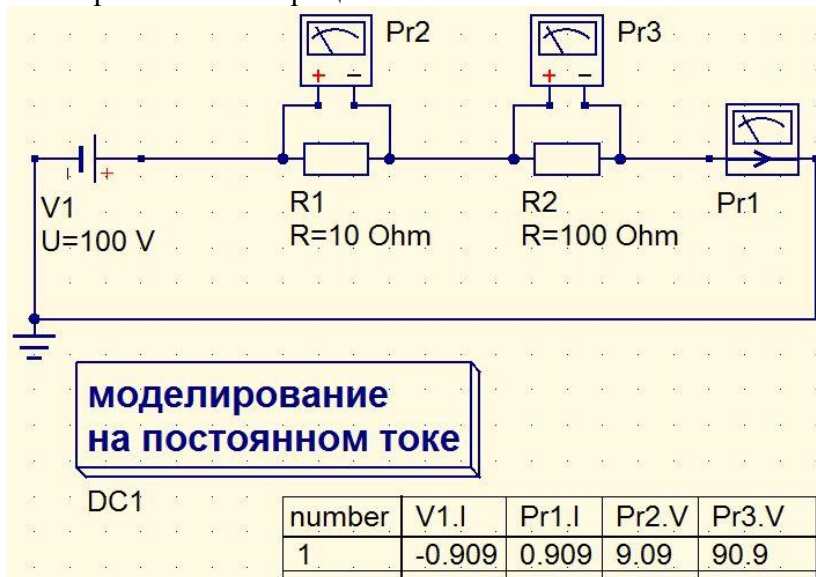 Pr2
Pr3
+ −
+ −
+
V1
U=100 V
R1
R=10 Ohm
R2
R=100 Ohm
Pr1
моделирование
на постоянном токе
DC1
number V1.I Pr1.I Pr2.V Pr3.V
1 -0.909 0.909 9.09 90.9